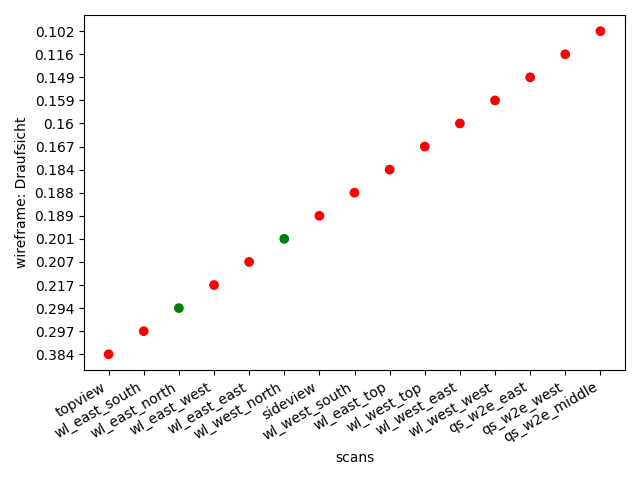 0.102
0.116
0.149
0.159
0.16
0.167
0.184
0.188
0.189
0.201
0.207
0.217
0.294
0.297
0.384
wireframe: Draufsicht
topview
wl_east_south
wl_east_north
wl_east_west
wl_east_east
wl_west_north
sideview
wl_west_south
wl_east_top
wl_west_top
wl_west_east
wl_west_west
qs_w2e_east
qs_w2e_west
qs_w2e_middle
scans